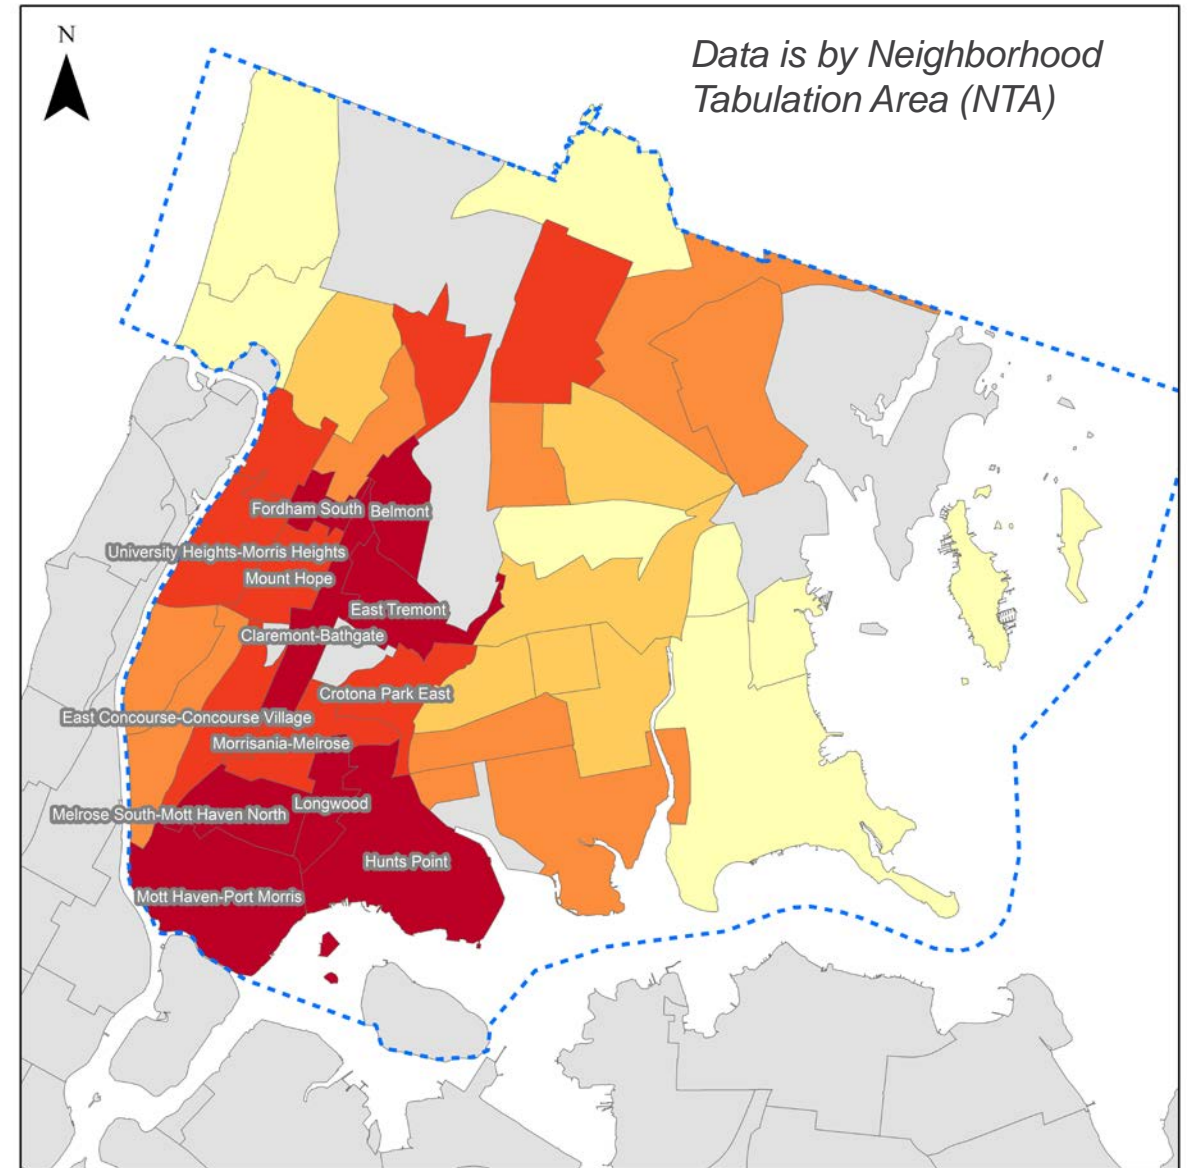 N
Data is by Neighborhood
Tabulation Area (NTA)
Fordham South
Belmont
University Heights-Morris Heights
Mount Hope
East Tremont
Claremont-Bathgate
Crotona Park East
East Concourse-Concourse Village
Morrisania-Melrose
Longwood
Melrose South-Mott Haven North
Hunts Point
Mott Haven-Port Morris